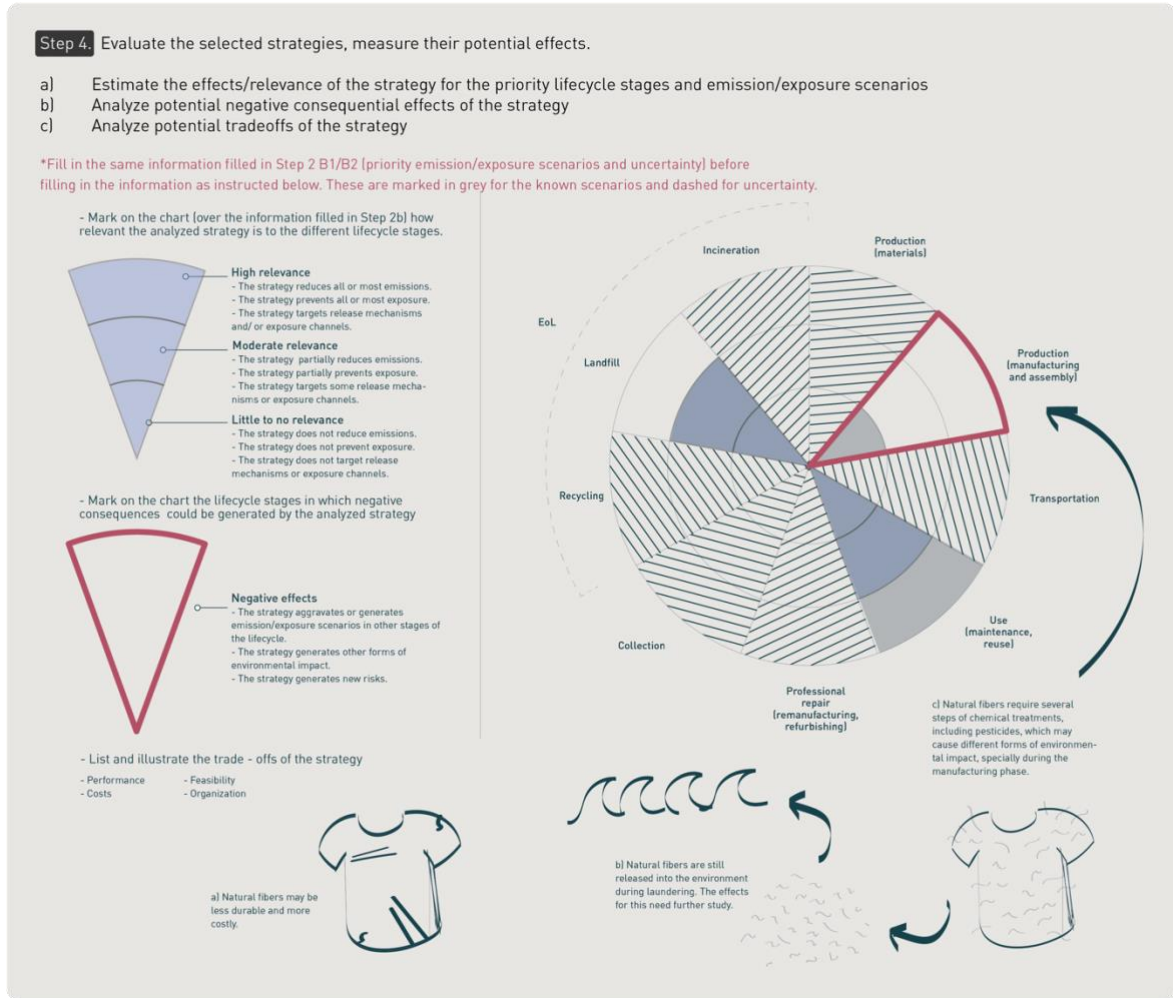 Step 4. Evaluate the selected strategies, measure their potential effects.
a) Estimate the effects/relevance of the strategy for the priority lifecycle stages and emission/exposure scenarios
b) Analyze potential negative consequential effects of the strategy
c) Analyze potential tradeoffs of the strategy
*Fill in the same information filled in Step 2 B1/B2 (priority emission/exposure scenarios and uncertainty) before
filling in the information as instructed below. These are marked in grey for the known scenarios and dashed for uncertainty.
- Mark on the chart (over the information filled in Step 2b) how
relevant the analyzed strategy is to the different lifecycle stages.
High relevance
- The strategy reduces all or most emissions.
- The strategy prevents all or most exposure.
- The strategy targets release mechanisms
and/ or exposure channels.
Moderate relevance
- The strategy partially reduces emissions.
- The strategy partially prevents exposure.
- The strategy targets some release mecha-
nisms or exposure channels.
Little to no relevance
- The strategy does not reduce emissions.
- The strategy does not prevent exposure.
- The strategy does not target release
mechanisms or exposure channels.
- Mark on the chart the lifecycle stages in which negative
consequences could be generated by the analyzed strategy
Negative effects
- The strategy aggravates or generates
emission/exposure scenarios in other stages of
the lifecycle.
- The strategy generates other forms of
environmental impact.
- The strategy generates new risks.
- List and illustrate the trade - offs of the strategy
- Performance
- Costs
- Feasibility
- Organization
a) Natural fibers may be
less durable and more
costly.
Incineration
Production
(materials)
EoL
Landfill
Production
(manufacturing
and assembly)
Recycling
Transportation
Collection
Use
(maintenance,
reuse)
Professional
repair
(remanufacturing,
refurbishing)
c) Natural fibers require several
steps of chemical treatments,
including pesticides, which may
cause different forms of environmen-
tal impact, specially during the
manufacturing phase.
b) Natural fibers are still
released into the environment
during laundering. The effects
for this need further study.